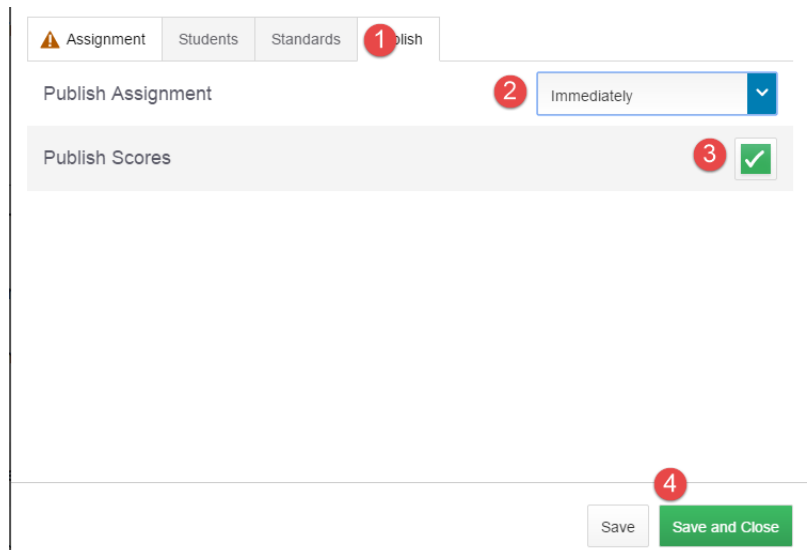 Assignment Students Standards 1 blish
Publish Assignment 2 Immediately
Publish Scores 3
4
Save Save and Close